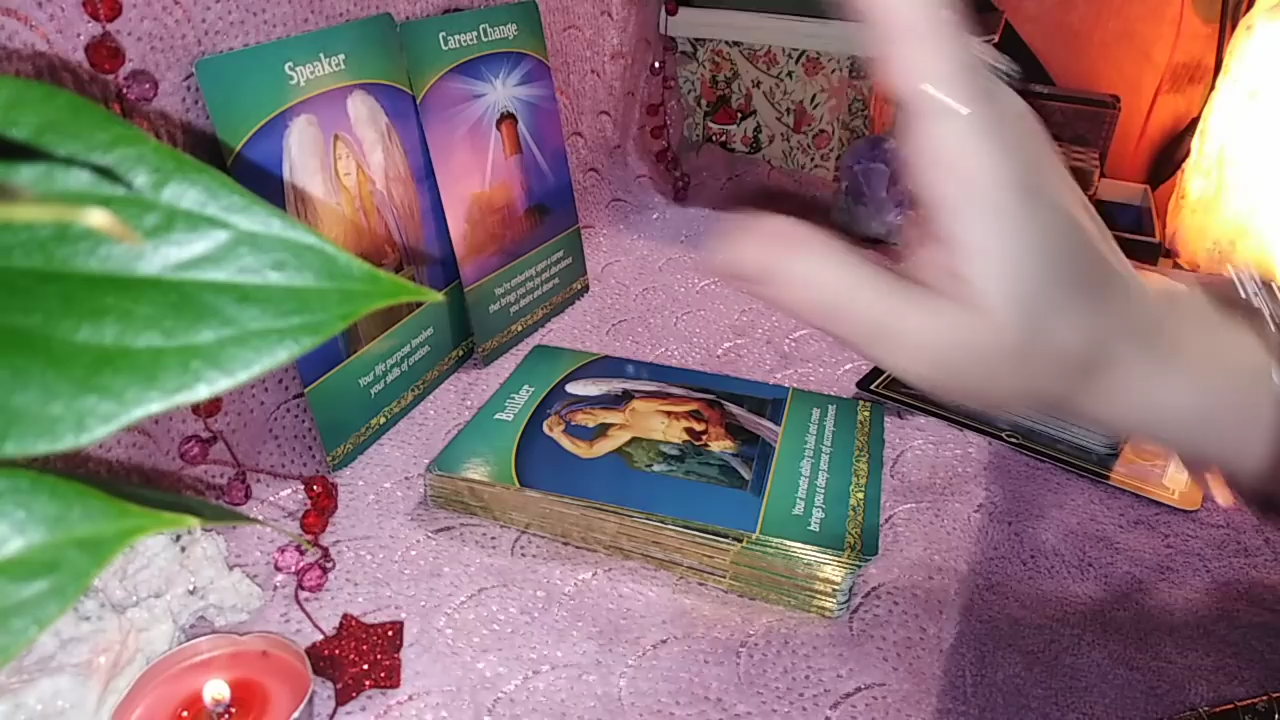 Speaker
Your life purpose involves
your skills of oration.
Career Change
You're embarking upon a career
that brings you the joy and abundance
you desire and deserve.
Builder
Your innate ability to build and create
brings you a deep sense of accomplishment.